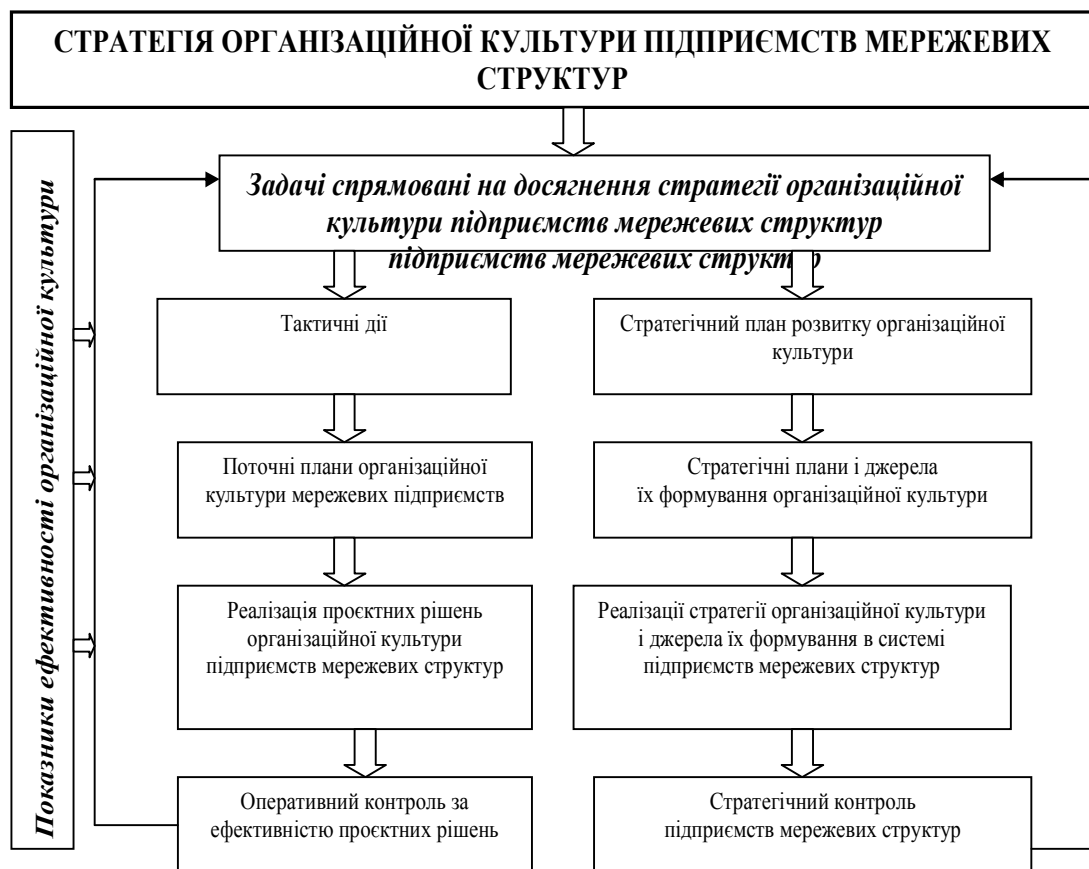 СТРАТЕГІЯ ОРГАНІЗАЦІЙНОЇ КУЛЬТУРИ ПІДПРИЄМСТВ МЕРЕЖЕВИХ
СТРУКТУР
Показники ефективності організаційної культури
Задачі спрямовані на досягнення стратегії організаційної
культури підприємств мережевих структур
підприємств мережевих структур
Тактичні дії
Стратегічний план розвитку організаційної
культури
Поточні плани організаційної
культури мережевих підприємств
Стратегічні плани і джерела
їх формування організаційної культури
Реалізація проєктних рішень
організаційної культури
підприємств мережевих структур
Реалізації стратегії організаційної культури
і джерела їх формування в системі
підприємств мережевих структур
Оперативний контроль за
ефективністю проєктних рішень
Стратегічний контроль
підприємств мережевих структур